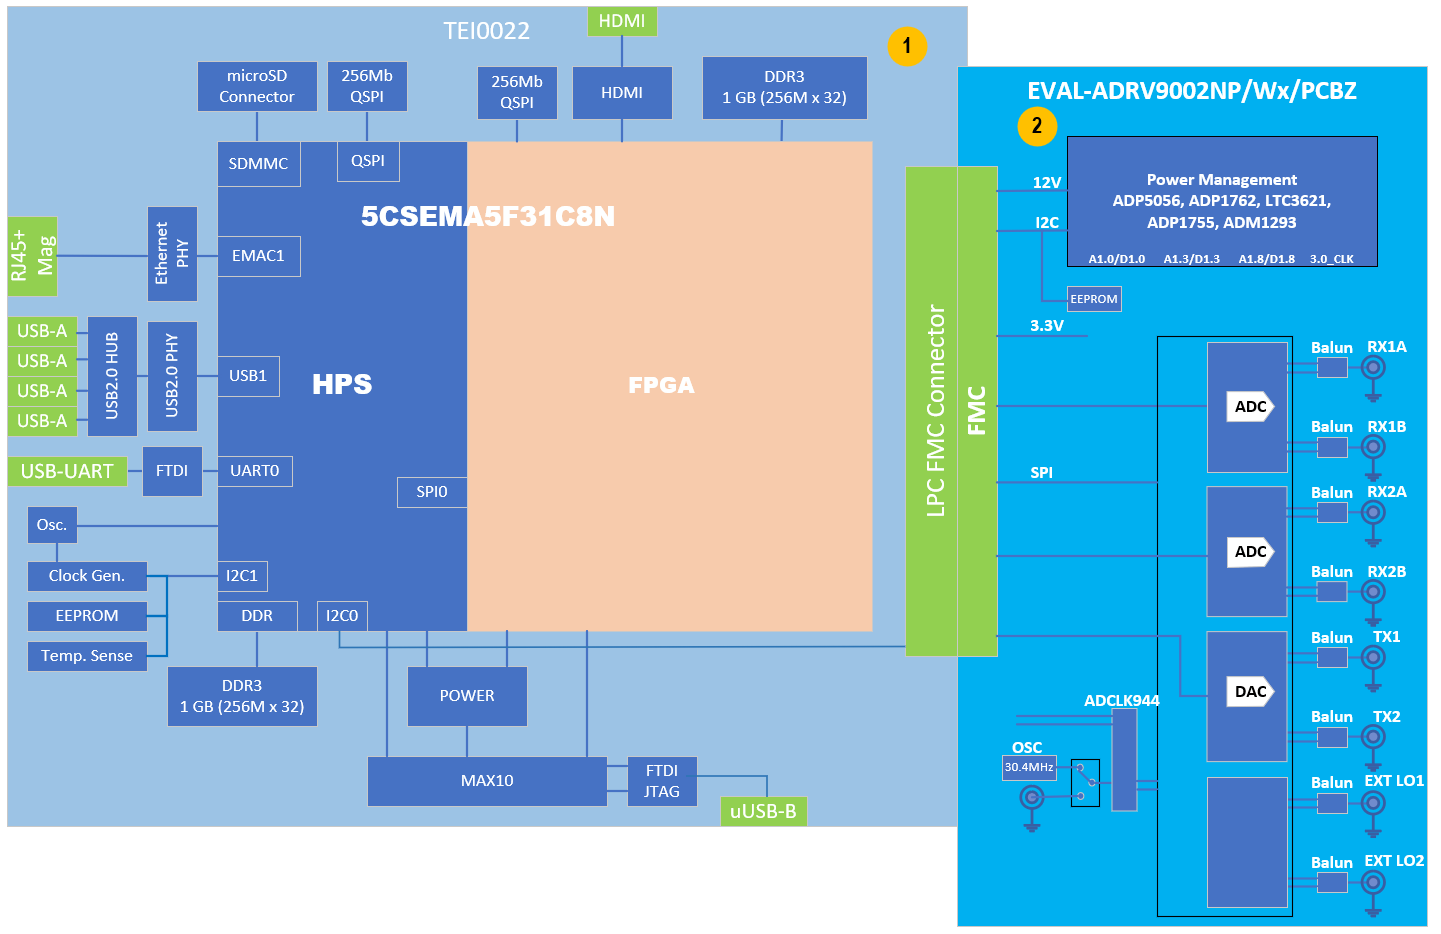 TEI0022
HDMI
1
microSD
Connector
256Mb
QSPI
256Mb
QSPI
HDMI
DDR3
1 GB (256M x 32)
SDMMC
QSPI
5CSEMA5F31C8N
RJ45+
Mag
Ethernet
PHY
EMAC1
USB-A
USB-A
USB-A
USB-A
USB2.0 HUB
USB2.0 PHY
USB1
HPS
FPGA
USB-UART
FTDI
UART0
SPI0
Osc.
Clock Gen.
I2C1
EEPROM
DDR
I2C0
Temp. Sense
DDR3
1 GB (256M x 32)
POWER
MAX10
FTDI
JTAG
uUSB-B
LPC FMC Connector
FMC
EVAL-ADRV9002NP/Wx/PCBZ
2
12V
I2C
Power Management
ADP5056, ADP1762, LTC3621,
ADP1755, ADM1293
A1.0/D1.0
A1.3/D1.3
A1.8/D1.8
3.0_CLK
EEPROM
3.3V
SPI
ADC
Balun
RX1A
Balun
RX1B
ADC
Balun
RX2A
Balun
RX2B
DAC
Balun
TX1
Balun
TX2
ADCLK944
OSC
30.4MHz
Balun
EXT LO1
Balun
EXT LO2